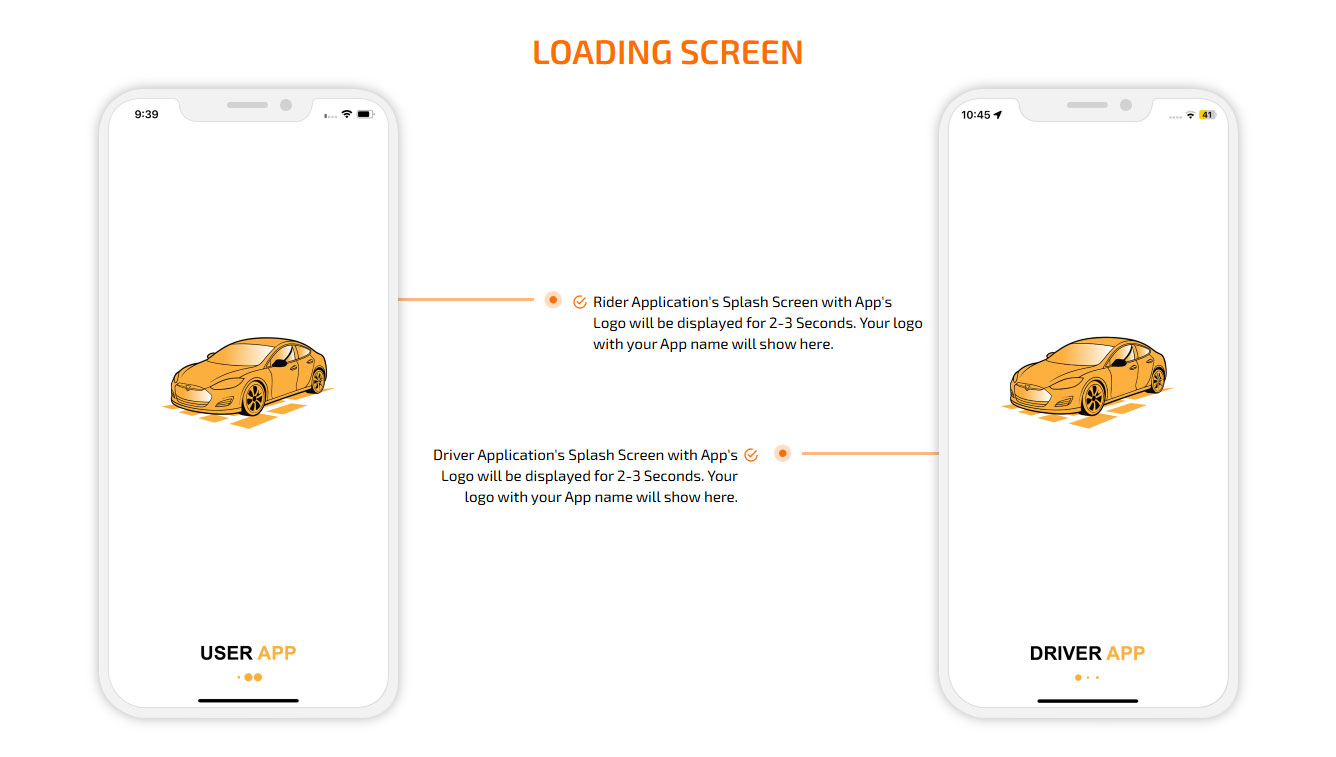 LOADING SCREEN
9:39
Rider Application's Splash Screen with App's
Logo will be displayed for 2-3 Seconds. Your logo
with your App name will show here.
USER APP
10:45
41
Driver Application's Splash Screen with App's
Logo will be displayed for 2-3 Seconds. Your
logo with your App name will show here.
DRIVER APP